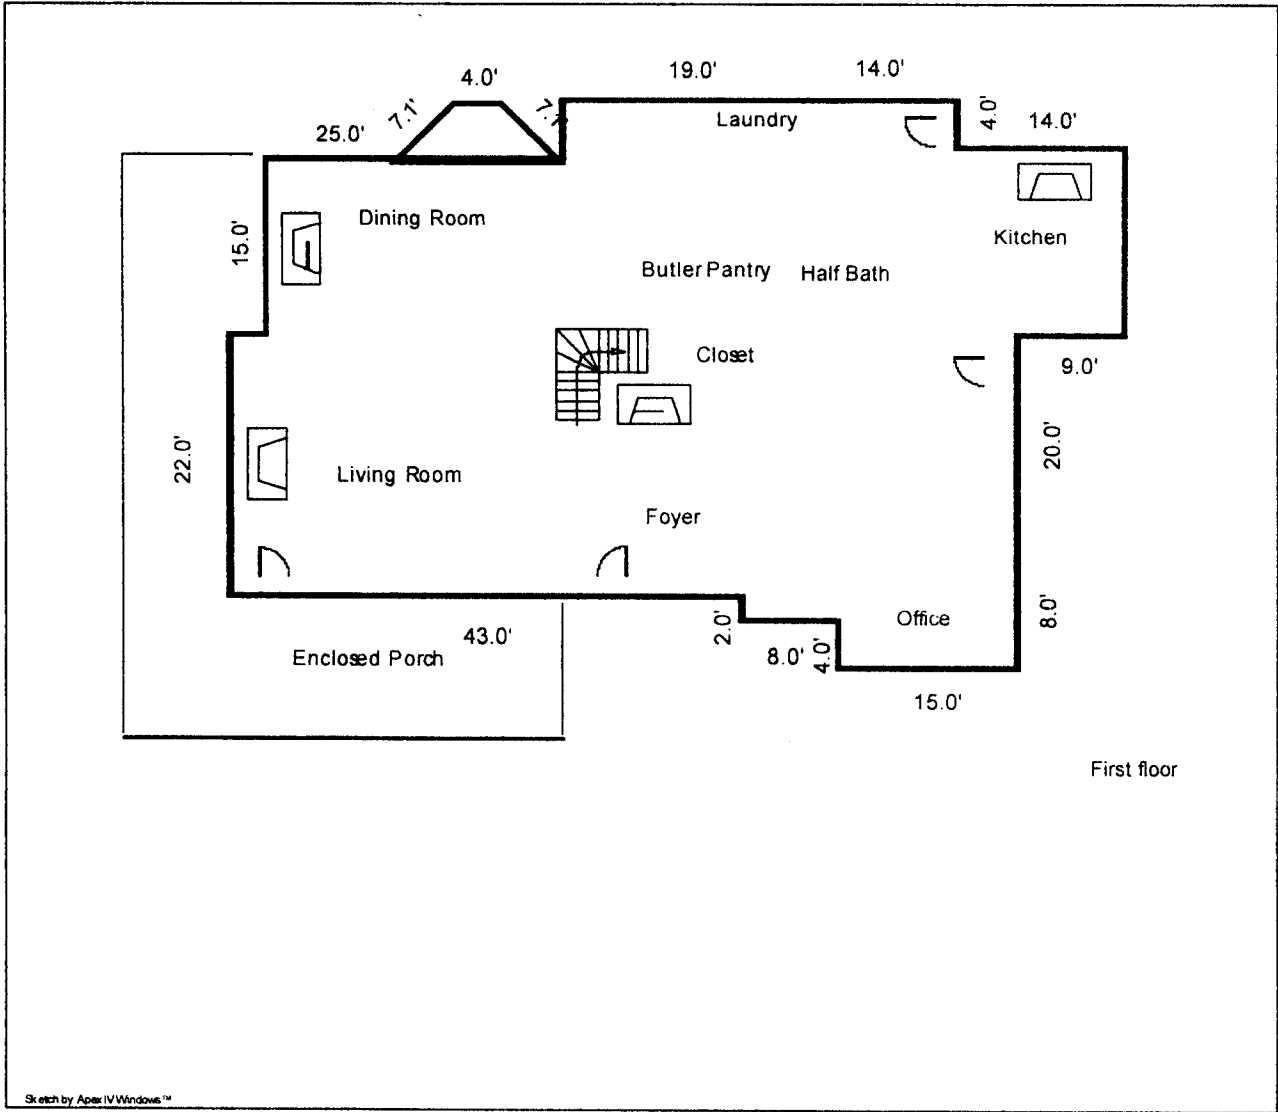 4.0'
19.0'
14.0'
7.1'
7.1'
4.0'
14.0'
25.0'
Laundry
15.0'
Dining Room
Kitchen
Butler Pantry
Half Bath
Closet
9.0'
22.0'
Living Room
20.0'
Foyer
Office
8.0'
2.0'
43.0'
Enclosed Porch
8.0'
4.0'
15.0'
First floor
Sketch by Apex IV Windows™